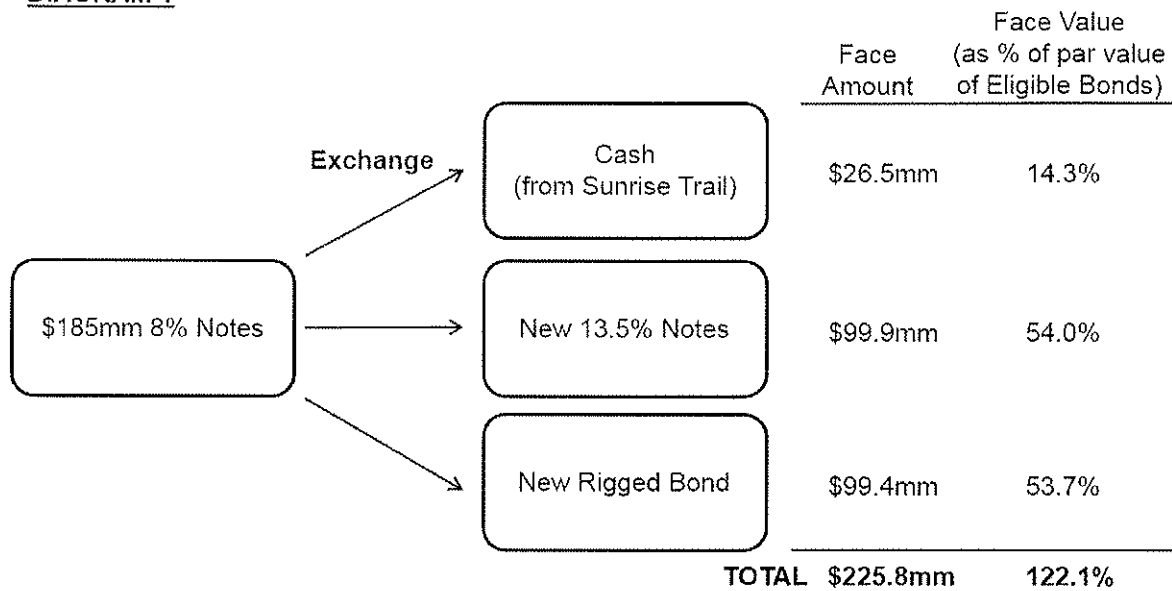 Face Value
Face (as % of par value
Amount of Eligible Bonds)
Exchange
Cash
(from Sunrise Trail)
$26.5mm 14.3%
$185mm 8% Notes
New 13.5% Notes
$99.9mm 54.0%
New Rigged Bond
$99.4mm 53.7%
TOTAL $225.8mm 122.1%